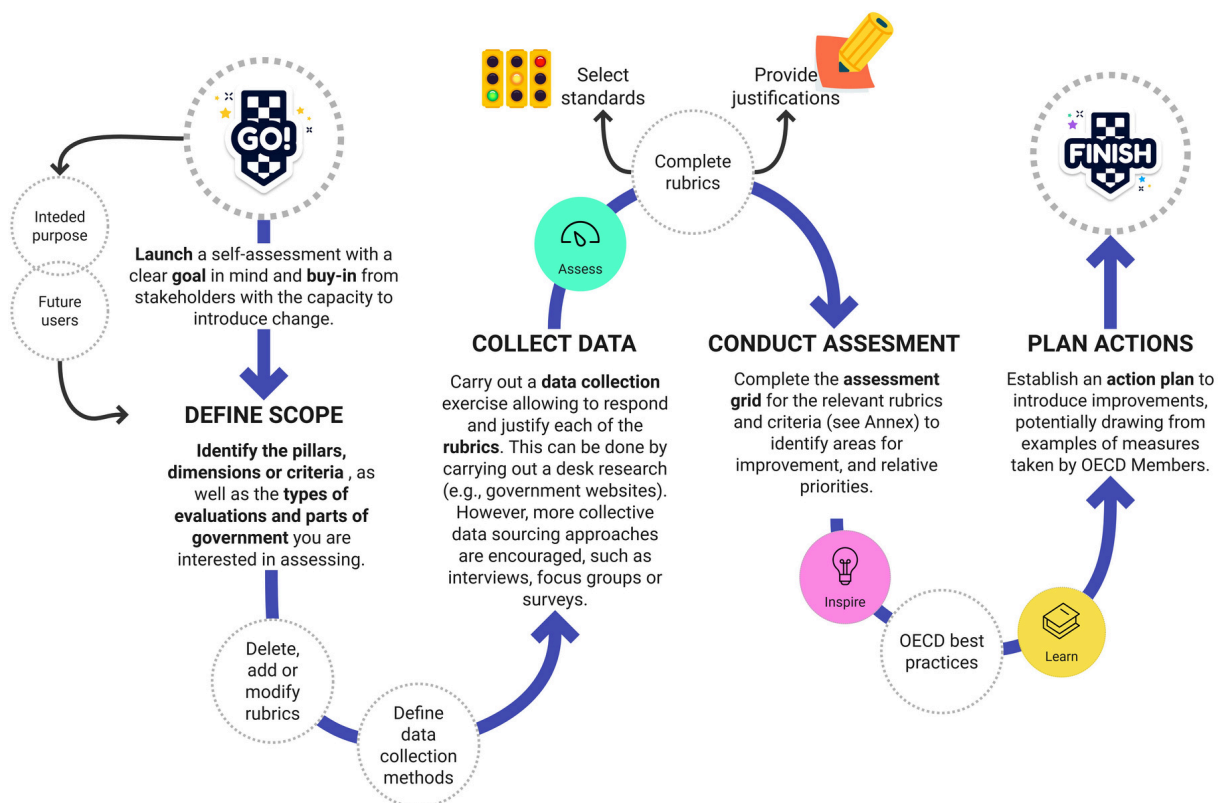 GO!
Inteded
purpose
Future
users
Launch a self-assessment with a
clear goal in mind and buy-in from
stakeholders with the capacity to
introduce change.
DEFINE SCOPE
Identify the pillars,
dimensions or criteria , as
well as the types of
evaluations and parts of
government you are
interested in assessing.
Delete,
add or
modify
rubrics
Define
data
collection
methods
COLLECT DATA
Carry out a data collection
exercise allowing to respond
and justify each of the
rubrics. This can be done by
carrying out a desk research
(e.g., government websites).
However, more collective
data sourcing approaches
are encouraged, such as
interviews, focus groups or
surveys.
Assess
Select
standards
Complete
rubrics
Provide
justifications
CONDUCT ASSESMENT
Complete the assessment
grid for the relevant rubrics
and criteria (see Annex) to
identify areas for
improvement, and relative
priorities.
Inspire
OECD best
practices
Learn
PLAN ACTIONS
Establish an action plan to
introduce improvements,
potentially drawing from
examples of measures
taken by OECD Members.
FINISH